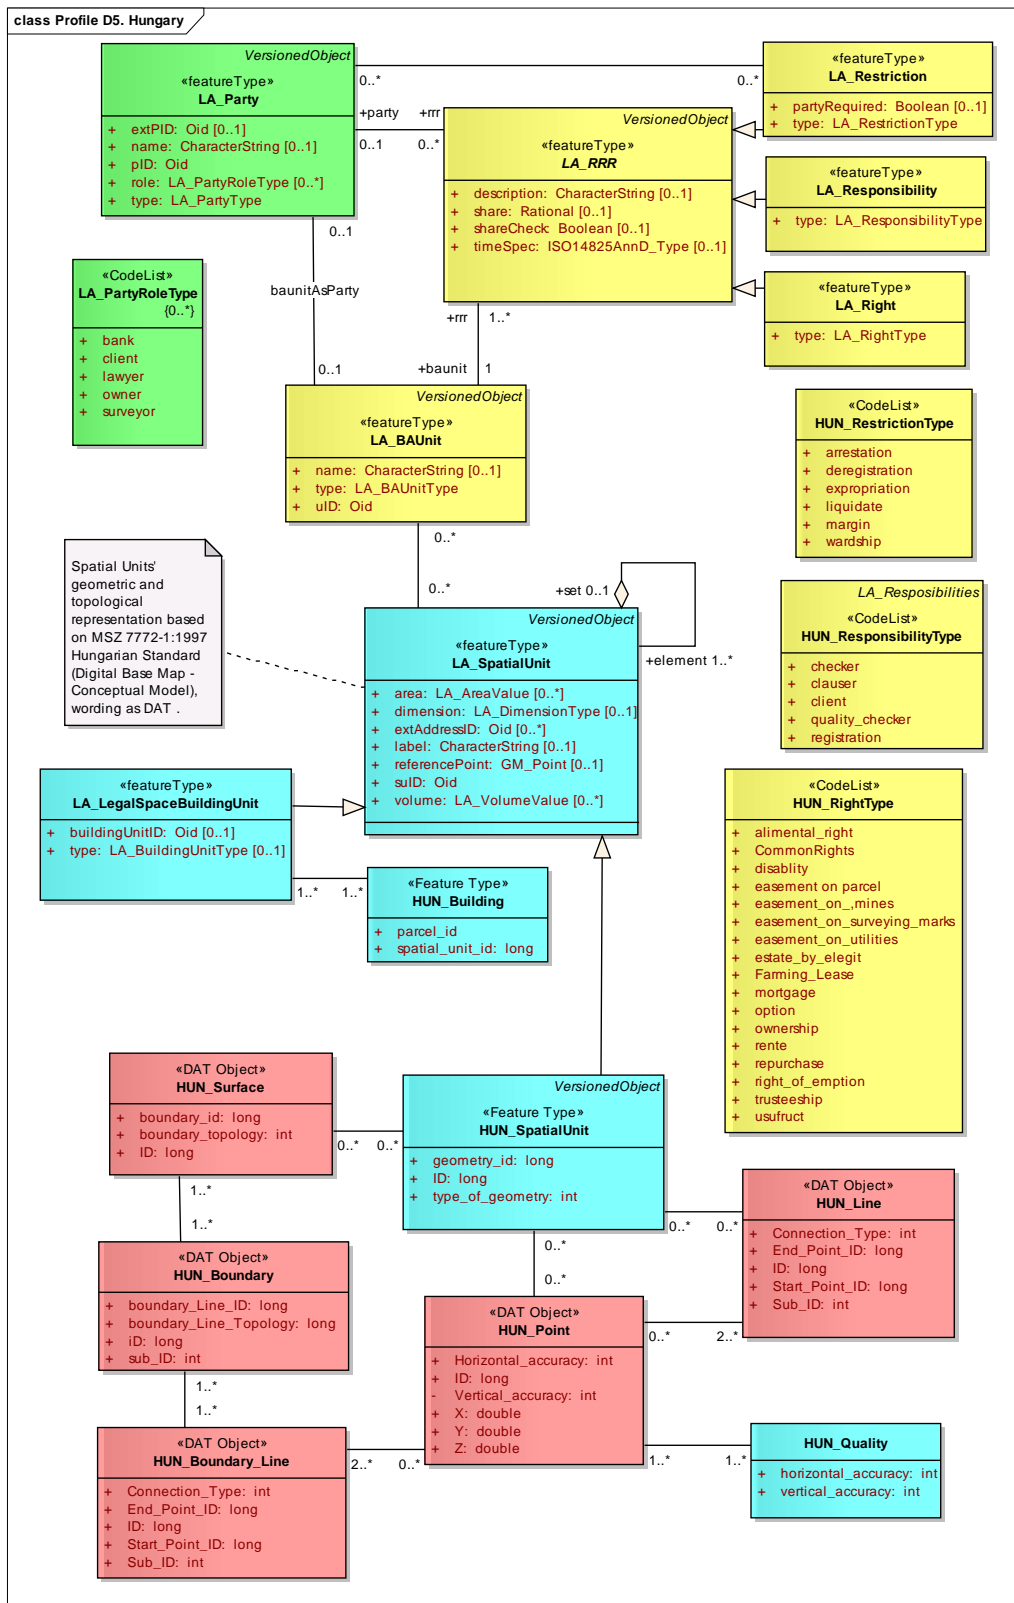 class Profile D5. Hungary
VersionedObject
«featureType»
LA_Party
+ extPID: Oid [0..1]
+ name: CharacterString [0..1]
+ pID: Oid
+ role: LA_PartyRoleType [0..*]
+ type: LA_PartyType
0..*
0..*
«featureType»
LA_Restriction
+ partyRequired: Boolean [0..1]
+ type: LA_RestrictionType
+party
+rrr
0..1
0..*
VersionedObject
«featureType»
LA_RRR
+ description: CharacterString [0..1]
+ share: Rational [0..1]
+ shareCheck: Boolean [0..1]
+ timeSpec: ISO14825AnnD_Type [0..1]
«featureType»
LA_Responsibility
+ type: LA_ResponsibilityType
«featureType»
LA_Right
+ type: LA_RightType
0..1
baunitAsParty
0..1
«CodeList»
LA_PartyRoleType
{0..*}
+ bank
+ client
+ lawyer
+ owner
+ surveyor
+rrr
1..*
+baunit
1
VersionedObject
«featureType»
LA_BAUnit
+ name: CharacterString [0..1]
+ type: LA_BAUnitType
+ uID: Oid
0..*
0..*
«CodeList»
HUN_RestrictionType
+ arrestation
+ deregistration
+ expropriation
+ liquidate
+ margin
+ wardship
Spatial Units'
geometric and
topological
representation based
on MSZ 7772-1:1997
Hungarian Standard
(Digital Base Map -
Conceptual Model),
wording as DAT .
+set 0..1
+element 1..*
VersionedObject
«featureType»
LA_SpatialUnit
+ area: LA_AreaValue [0..*]
+ dimension: LA_DimensionType [0..1]
+ extAddressID: Oid [0..*]
+ label: CharacterString [0..1]
+ referencePoint: GM_Point [0..1]
+ suID: Oid
+ volume: LA_VolumeValue [0..*]
LA_Resposibilities
«CodeList»
HUN_ResponsibilityType
+ checker
+ clauser
+ client
+ quality_checker
+ registration
«featureType»
LA_LegalSpaceBuildingUnit
+ buildingUnitID: Oid [0..1]
+ type: LA_BuildingUnitType [0..1]
1..*
1..*
«Feature Type»
HUN_Building
+ parcel_id
+ spatial_unit_id: long
«CodeList»
HUN_RightType
+ alimental_right
+ CommonRights
+ disablity
+ easement on parcel
+ easement_on_,mines
+ easement_on_surveying_marks
+ easement_on_utilities
+ estate_by_elegit
+ Farming_Lease
+ mortgage
+ option
+ ownership
+ rente
+ repurchase
+ right_of_emption
+ trusteeship
+ usufruct
«DAT Object»
HUN_Surface
+ boundary_id: long
+ boundary_topology: int
+ ID: long
0..*
0..*
VersionedObject
«Feature Type»
HUN_SpatialUnit
+ geometry_id: long
+ ID: long
+ type_of_geometry: int
0..*
0..*
«DAT Object»
HUN_Line
+ Connection_Type: int
+ End_Point_ID: long
+ ID: long
+ Start_Point_ID: long
+ Sub_ID: int
1..*
1..*
«DAT Object»
HUN_Boundary
+ boundary_Line_ID: long
+ boundary_Line_Topology: long
+ iD: long
+ sub_ID: int
0..*
0..*
«DAT Object»
HUN_Point
+ Horizontal_accuracy: int
+ ID: long
- Vertical_accuracy: int
+ X: double
+ Y: double
+ Z: double
0..*
2..*
1..*
1..*
«DAT Object»
HUN_Boundary_Line
+ Connection_Type: int
+ End_Point_ID: long
+ ID: long
+ Start_Point_ID: long
+ Sub_ID: int
2..*
0..*
1..*
1..*
HUN_Quality
+ horizontal_accuracy: int
+ vertical_accuracy: int